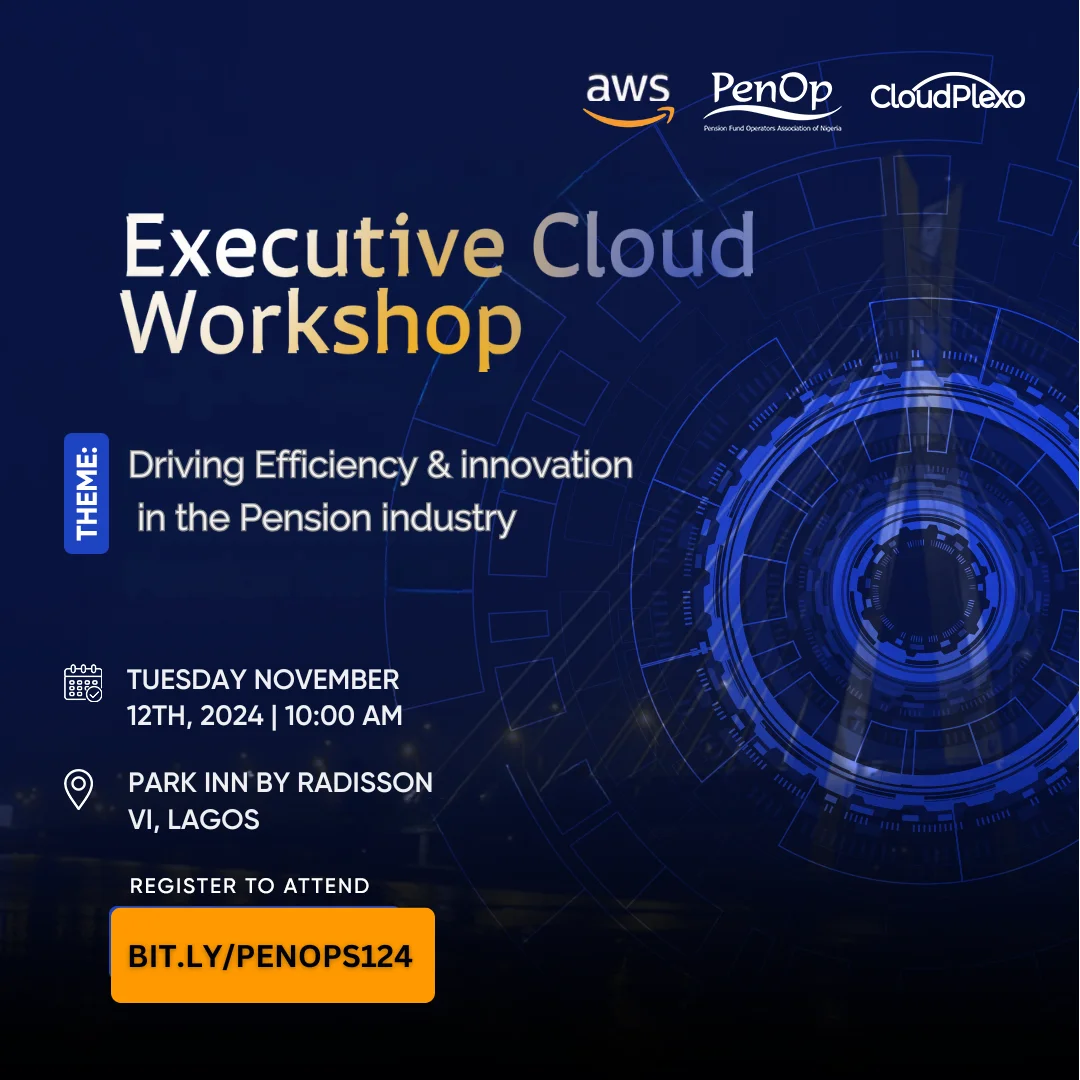 aws
PenOp
Pension Fund Operators Association of Nigeria
CloudPlexo
Executive Cloud
Workshop
THEME:
Driving Efficiency & innovation
in the Pension industry
TUESDAY NOVEMBER
12TH, 2024 | 10:00 AM
PARK INN BY RADISSON
VI, LAGOS
REGISTER TO ATTEND
BIT.LY/PENOPS124